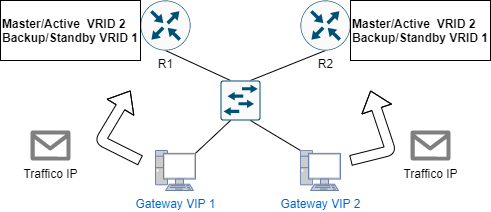 Master/Active VRID 2
Backup/Standby VRID 1
Master/Active VRID 2
Backup/Standby VRID 1
R1
R2
Traffico IP
Traffico IP
Gateway VIP 1
Gateway VIP 2